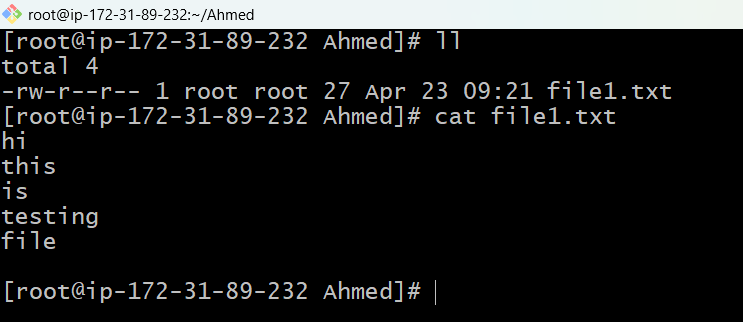 root@ip-172-31-89-232:~/Ahmed
[root@ip-172-31-89-232 Ahmed]# ll
total 4
-rw-r--r-- 1 root root 27 Apr 23 09:21 file1.txt
[root@ip-172-31-89-232 Ahmed]# cat file1.txt
hi
this
is
testing
file
[root@ip-172-31-89-232 Ahmed]#